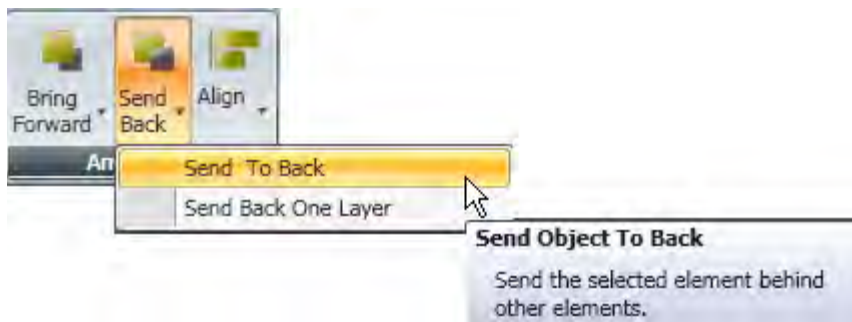 Bring Forward
Send Back
Align
Ar
Send To Back
Send Back One Layer
Send Object To Back
Send the selected element behind
other elements.